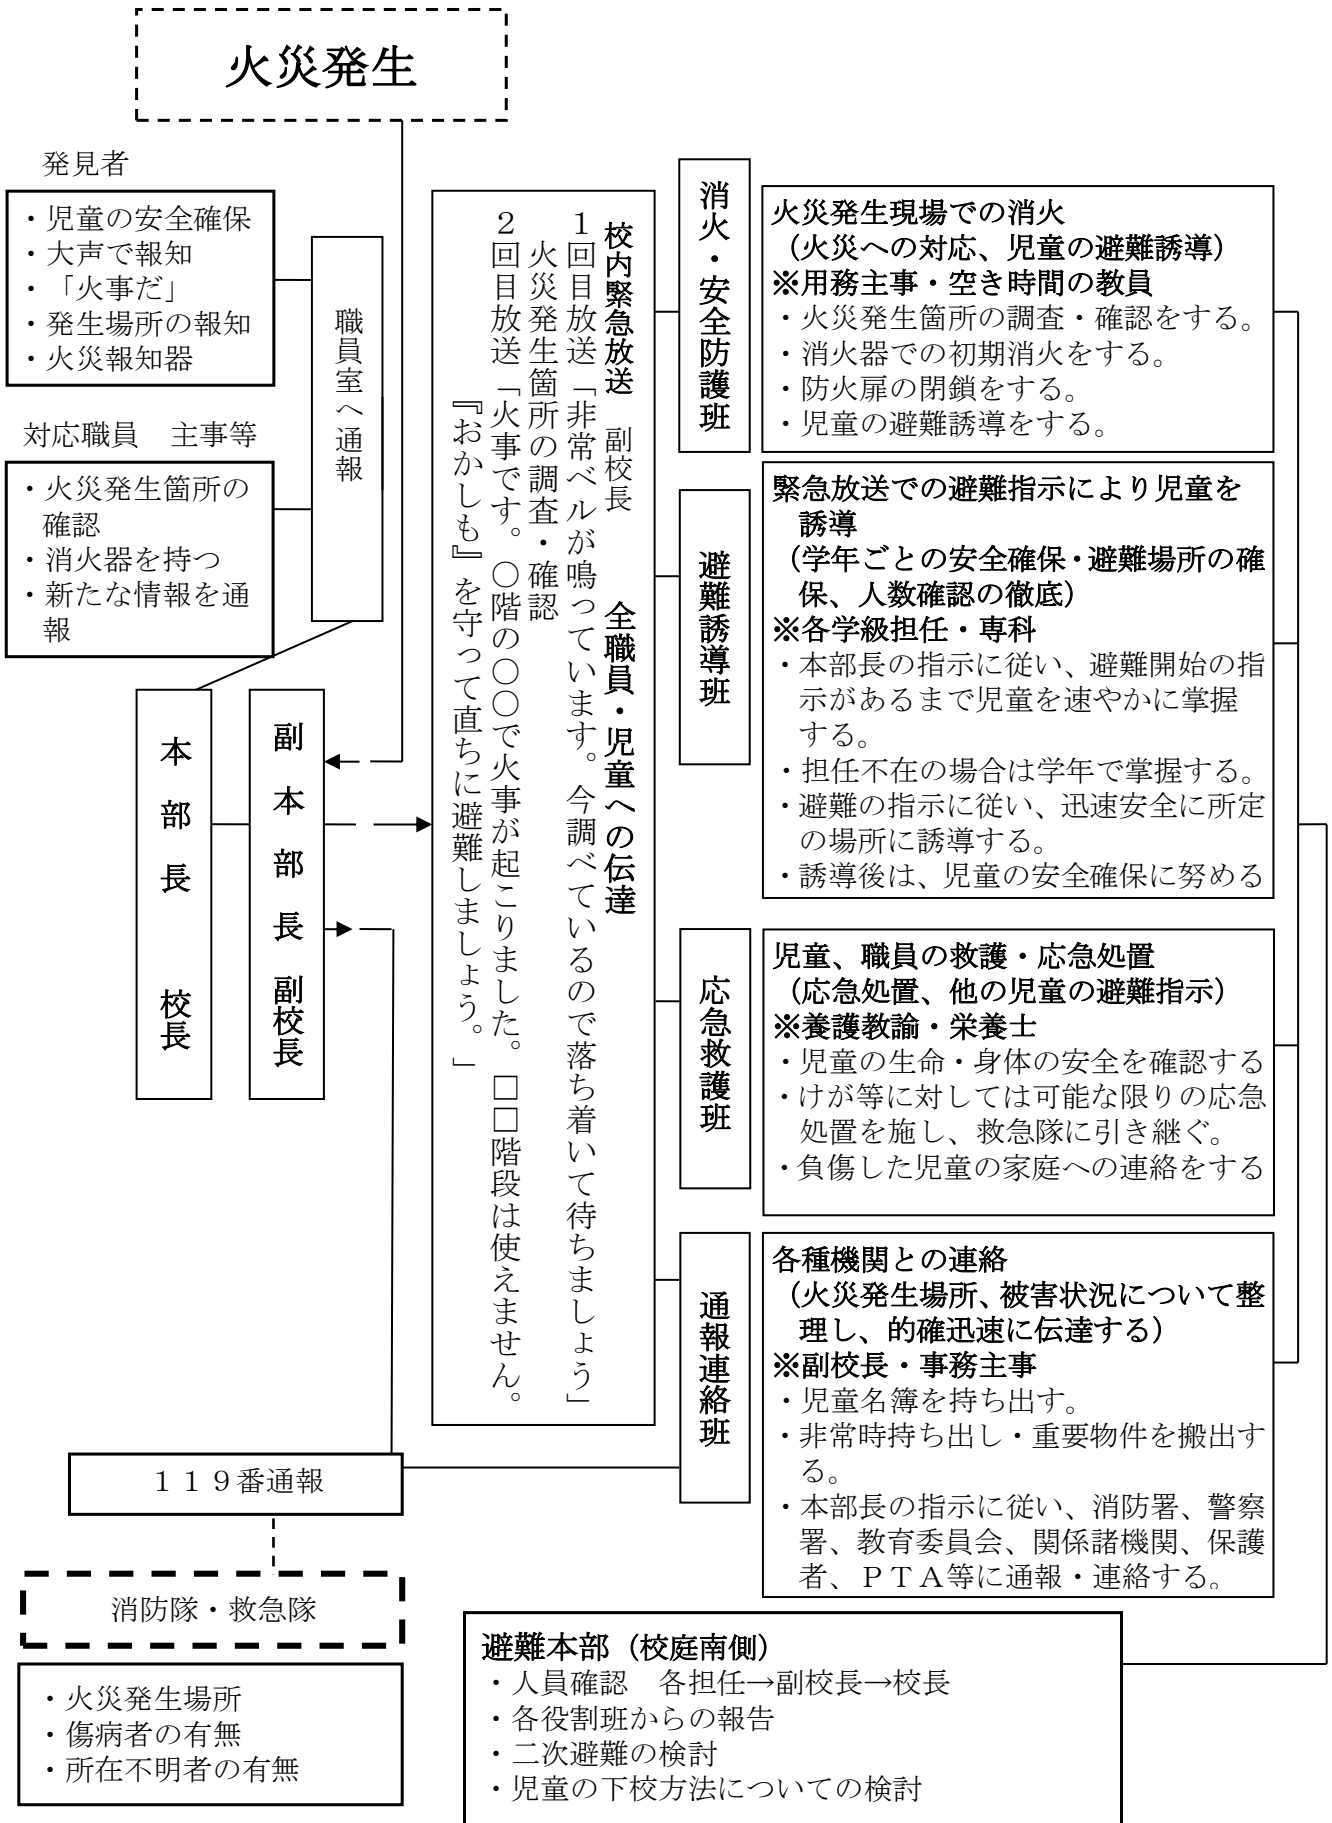 火災発生
発見者
・児童の安全確保
・大声で報知
・「火事だ」
・発生場所の報知
・火災報知器
対応職員　主事等
・火災発生箇所の
確認
・消火器を持つ
・新たな情報を通
報
職員室へ通報
本部長　校長
副本部長　副校長
校内緊急放送　副校長　　全職員・児童への伝達
１回目放送「非常ベルが鳴っています。今調べているので落ち着いて待ちましょう」
火災発生箇所の調査・確認
２回目放送「火事です。〇階の〇〇で火事が起こりました。□□階段は使えません。
『おかしも』を守って直ちに避難しましょう。」
消火・安全防護班
火災発生現場での消火
（火災への対応、児童の避難誘導）
※用務主事・空き時間の教員
・火災発生箇所の調査・確認をする。
・消火器での初期消火をする。
・防火扉の閉鎖をする。
・児童の避難誘導をする。
避難誘導班
緊急放送での避難指示により児童を
誘導
（学年ごとの安全確保・避難場所の確
保、人数確認の徹底）
※各学級担任・専科
・本部長の指示に従い、避難開始の指
示があるまで児童を速やかに掌握
する。
・担任不在の場合は学年で掌握する。
・避難の指示に従い、迅速安全に所定
の場所に誘導する。
・誘導後は、児童の安全確保に努める
応急救護班
児童、職員の救護・応急処置
（応急処置、他の児童の避難指示）
※養護教諭・栄養士
・児童の生命・身体の安全を確認する
・けが等に対しては可能な限りの応急
処置を施し、救急隊に引き継ぐ。
・負傷した児童の家庭への連絡をする
通報連絡班
各種機関との連絡
（火災発生場所、被害状況について整
理し、的確迅速に伝達する）
※副校長・事務主事
・児童名簿を持ち出す。
・非常時持ち出し・重要物件を搬出す
る。
・本部長の指示に従い、消防署、警察
署、教育委員会、関係諸機関、保護
者、ＰＴＡ等に通報・連絡する。
１１９番通報
消防隊・救急隊
・火災発生場所
・傷病者の有無
・所在不明者の有無
避難本部（校庭南側）
・人員確認　各担任→副校長→校長
・各役割班からの報告
・二次避難の検討
・児童の下校方法についての検討